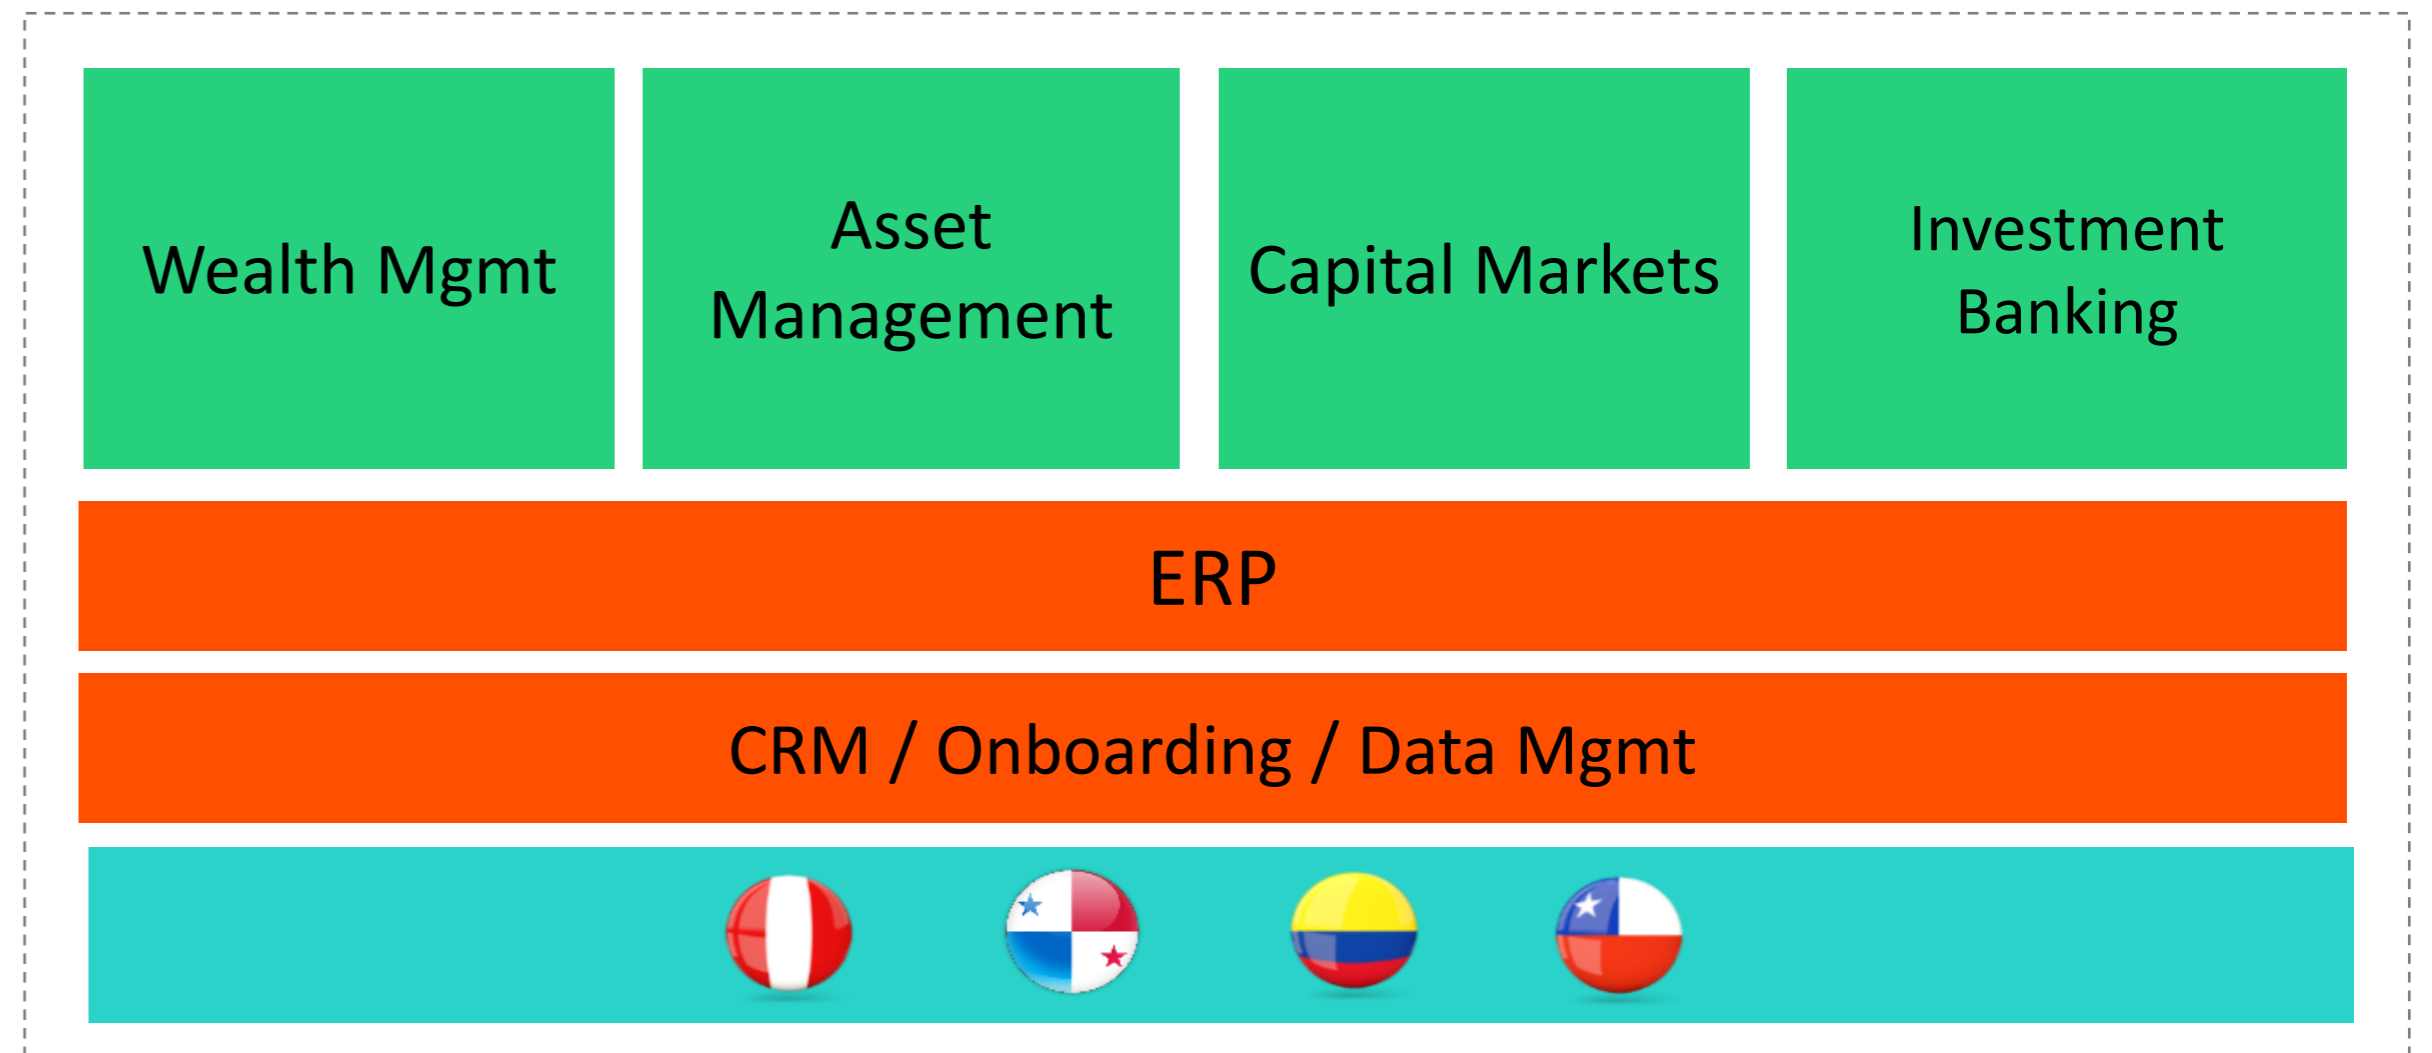 Wealth Mgmt
Asset
Management
Capital Markets
Investment
Banking
ERP
CRM / Onboarding / Data Mgmt